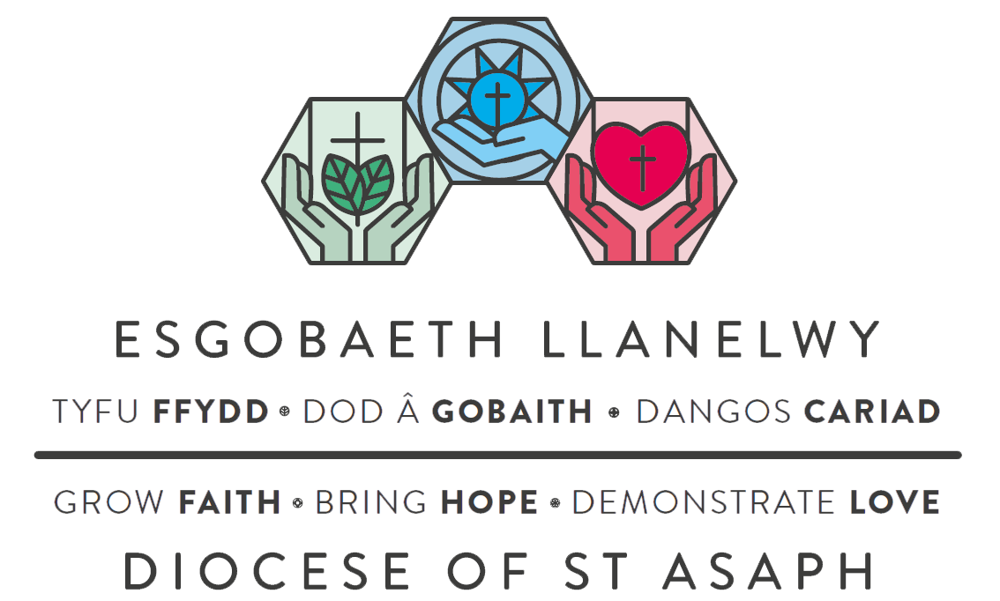 ESGOBAETH LLANELWY
TYFU FFYDD • DOD Â GOBAITH • DANGOS CARIAD
GROW FAITH • BRING HOPE • DEMONSTRATE LOVE
DIOCESE OF ST ASAPH